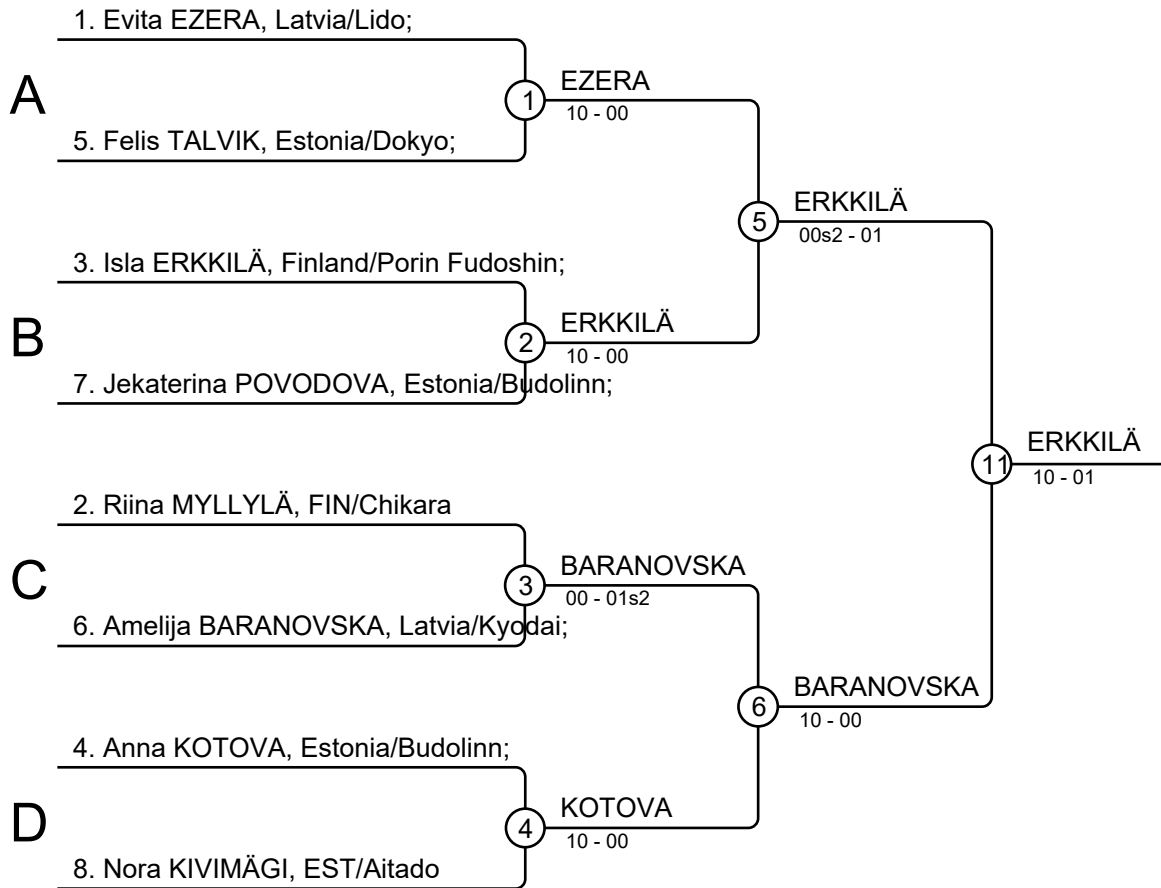 1. Evita EZERA, Latvia/Lido;
A
1
EZERA
10 - 00
5. Felis TALVIK, Estonia/Dokyo;
5
ERKKILÄ
00s2 - 01
3. Isla ERKKILÄ, Finland/Porin Fudoshin;
B
2
ERKKILÄ
10 - 00
7. Jekaterina POVODOVA, Estonia/Budolinn;
11
ERKKILÄ
10 - 01
2. Riina MYLLYLÄ, FIN/Chikara
C
3
BARANOVSKA
00 - 01s2
6. Amelija BARANOVSKA, Latvia/Kyodai;
6
BARANOVSKA
10 - 00
4. Anna KOTOVA, Estonia/Budolinn;
D
4
KOTOVA
10 - 00
8. Nora KIVIMÄGI, EST/Aitado